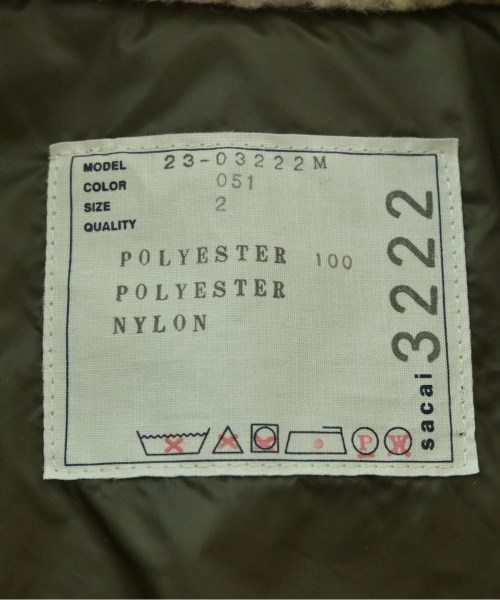 MODEL 23-03222M
COLOR 051
SIZE 2
QUALITY
POLYESTER 100
POLYESTER
NYLON
sacai 3222
P W